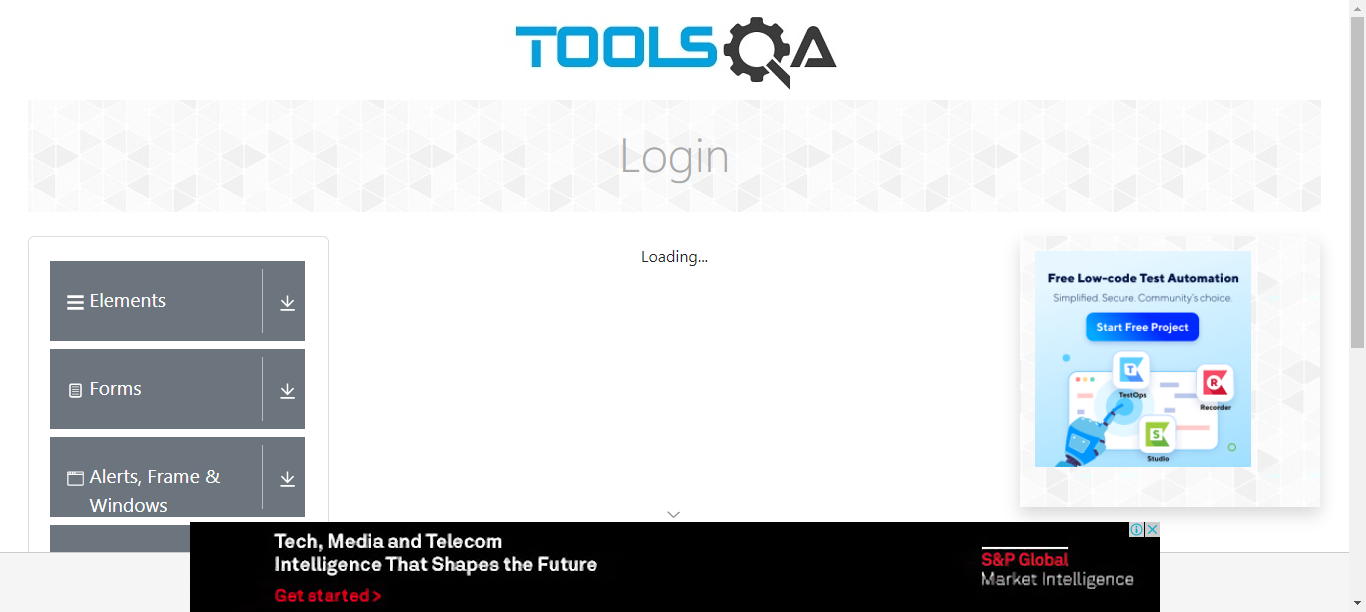 TOOLSQA
Login
Elements
Forms
Alerts, Frame &
Windows
Loading...
Free Low-code Test Automation
Simplified. Secure. Community's choice.
Start Free Project
T
TestOps
R
Recorder
S
Studio
Tech, Media and Telecom
Intelligence That Shapes the Future
Get started >
S&P Global
Market Intelligence